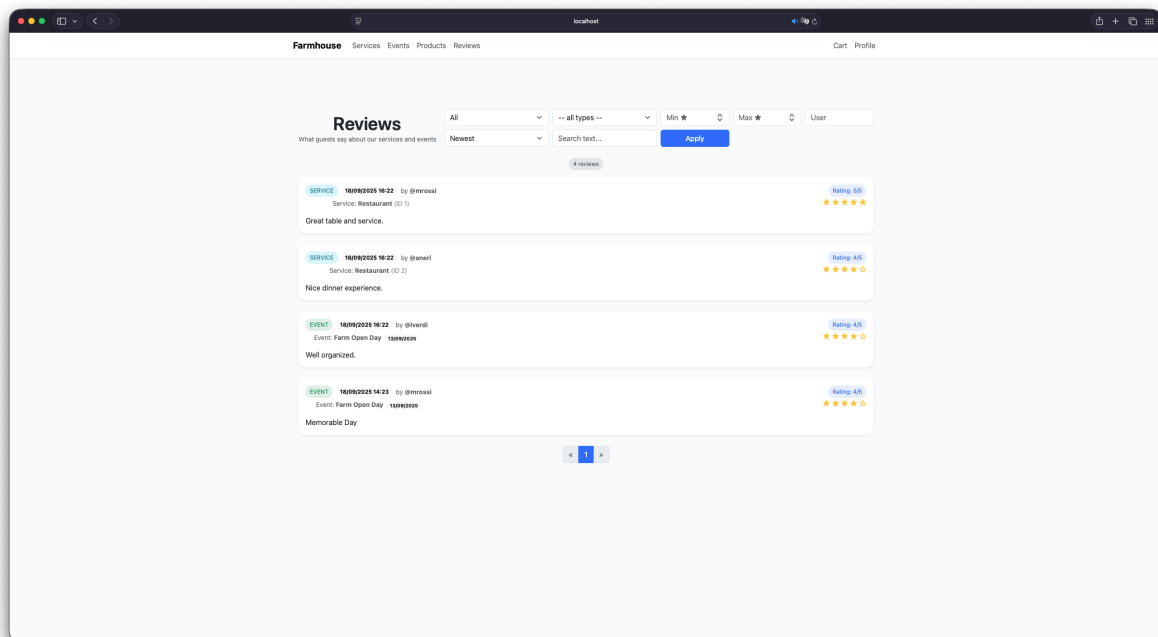 localhost
Farmhouse Services Events Products Reviews Cart Profile
Reviews
What guests say about our services and events
All -- all types -- Min ★ Max ★ User
Newest Search text... Apply
4 reviews
SERVICE 18/09/2025 16:22 by @mrossi Rating: 5/5
Service: Restaurant (ID 1) ★★★★★
Great table and service.
SERVICE 18/09/2025 16:22 by @aneri Rating: 4/5
Service: Restaurant (ID 2) ★★★★☆
Nice dinner experience.
EVENT 18/09/2025 16:22 by @lverdi Rating: 4/5
Event: Farm Open Day 13/09/2025 ★★★★☆
Well organized.
EVENT 18/09/2025 14:23 by @mrossi Rating: 4/5
Event: Farm Open Day 13/09/2025 ★★★★☆
Memorable Day
« 1 »